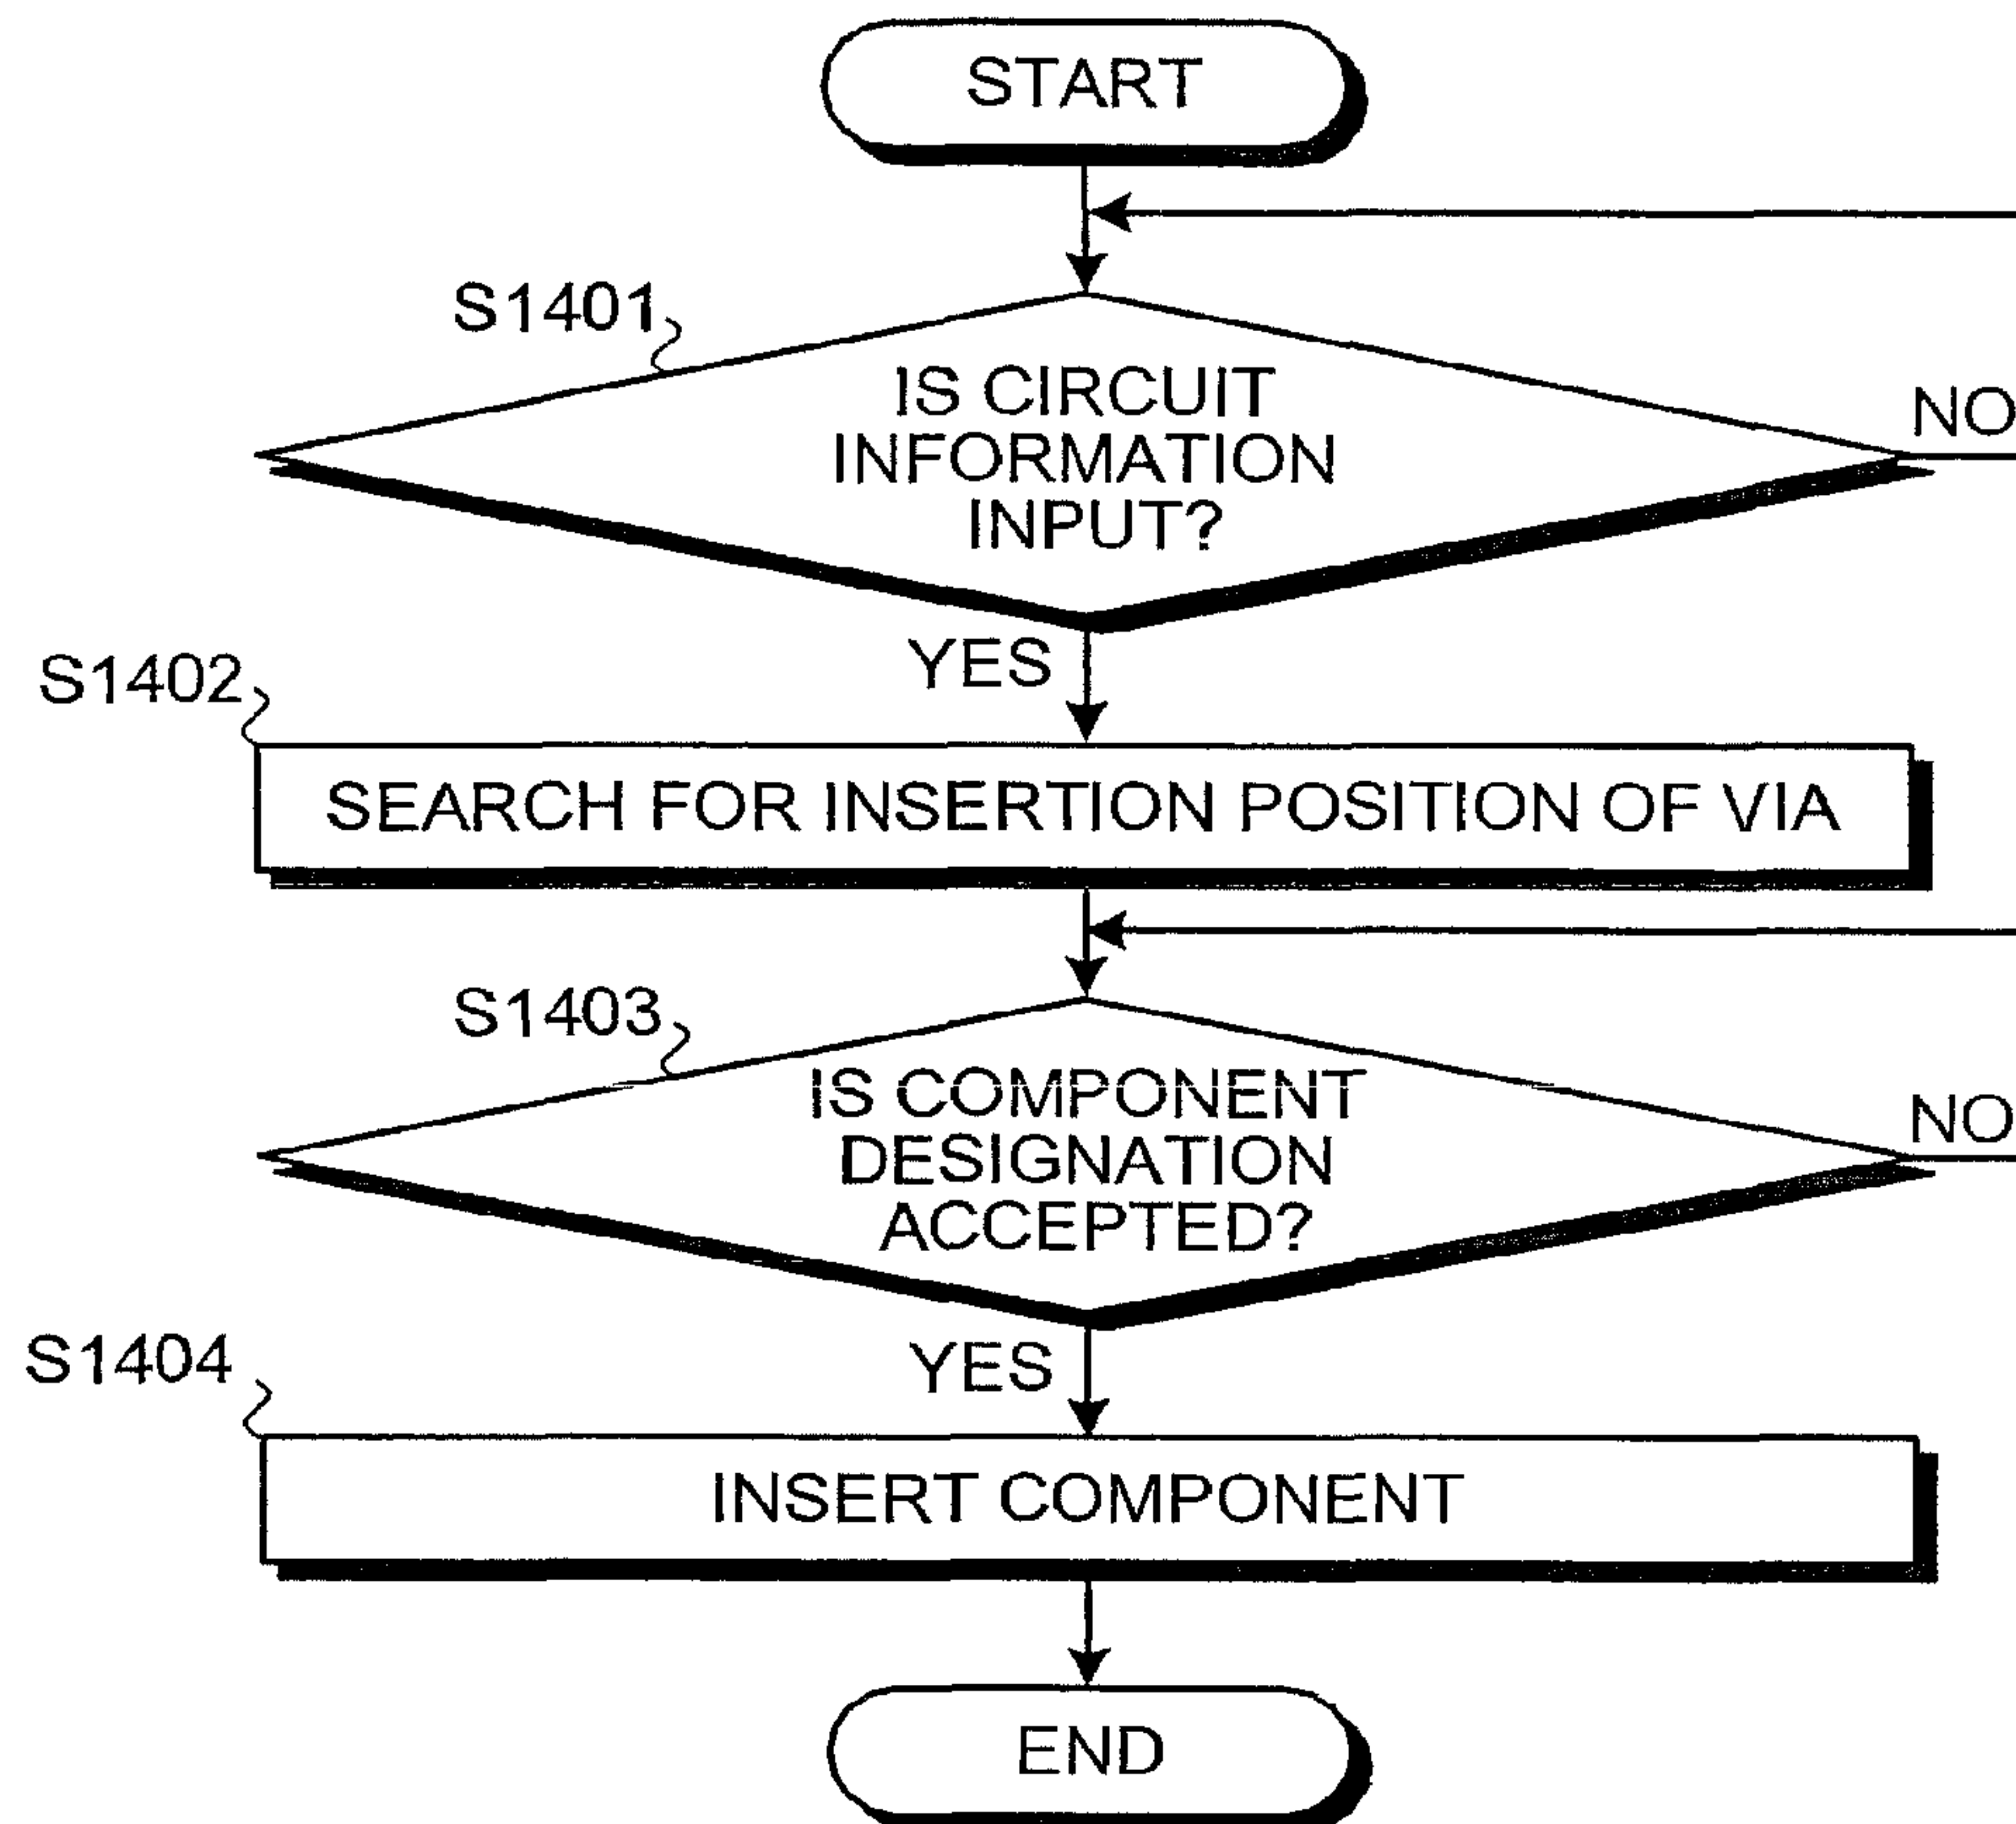 START
S1401
IS CIRCUIT
INFORMATION
INPUT?
NO
YES
S1402
SEARCH FOR INSERTION POSITION OF VIA
S1403
IS COMPONENT
DESIGNATION
ACCEPTED?
NO
YES
S1404
INSERT COMPONENT
END